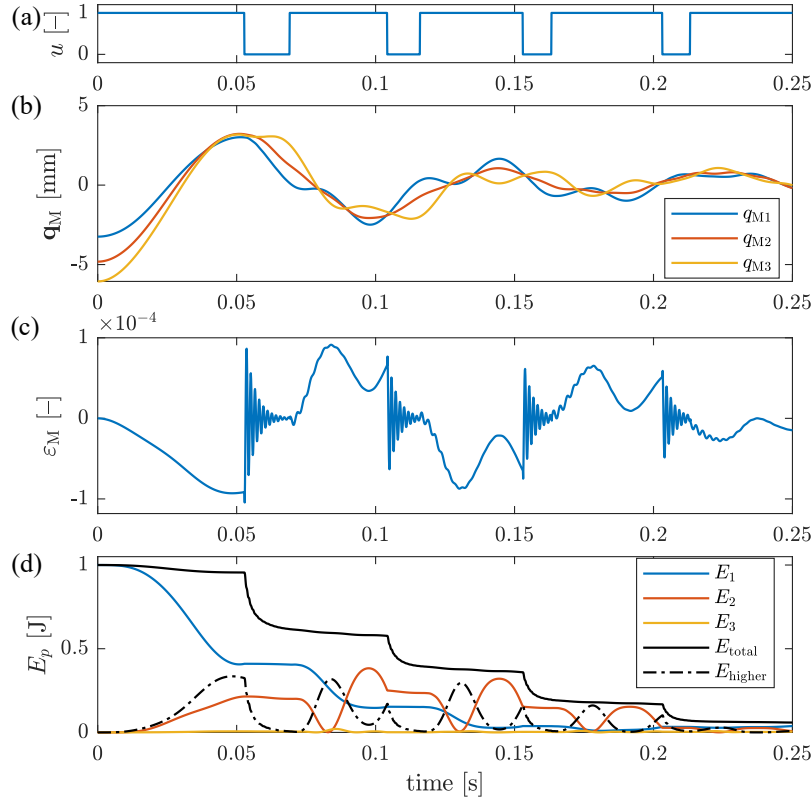 (a)
u [−]
1
0
0 0.05 0.1 0.15 0.2 0.25
(b)
q_M [mm]
5
0
-5
q_M1
q_M2
q_M3
0 0.05 0.1 0.15 0.2 0.25
(c)
×10^-4
ε_M [−]
1
0
-1
0 0.05 0.1 0.15 0.2 0.25
(d)
E_p [J]
1
0.5
0
E_1
E_2
E_3
E_total
E_higher
0 0.05 0.1 0.15 0.2 0.25
time [s]